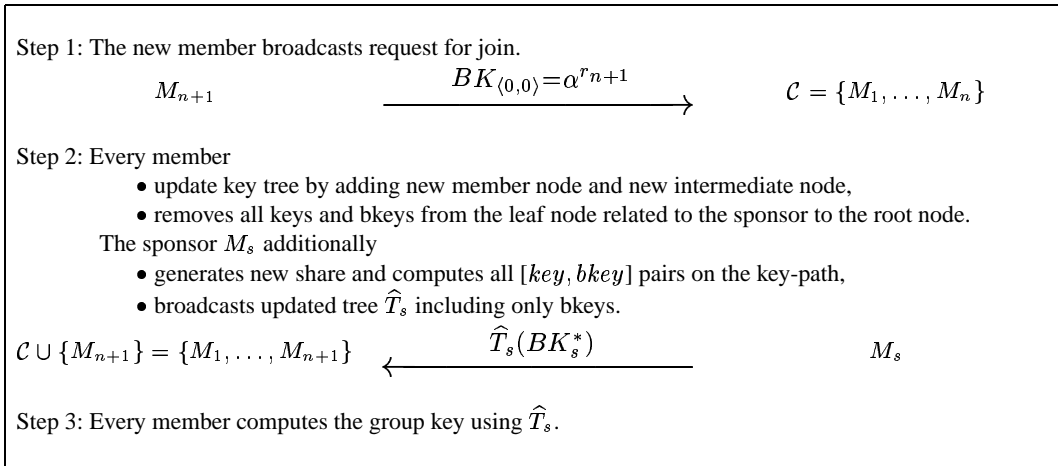 Step 1: The new member broadcasts request for join.
M_{n+1} BK_{⟨0,0⟩}=α^{r_{n+1}} 𝒞 = {M_1, . . . , M_n}
Step 2: Every member
• update key tree by adding new member node and new intermediate node,
• removes all keys and bkeys from the leaf node related to the sponsor to the root node.
The sponsor M_s additionally
• generates new share and computes all [key, bkey] pairs on the key-path,
• broadcasts updated tree T̂_s including only bkeys.
𝒞 ∪ {M_{n+1}} = {M_1, . . . , M_{n+1}} T̂_s(BK_s^*) M_s
Step 3: Every member computes the group key using T̂_s.